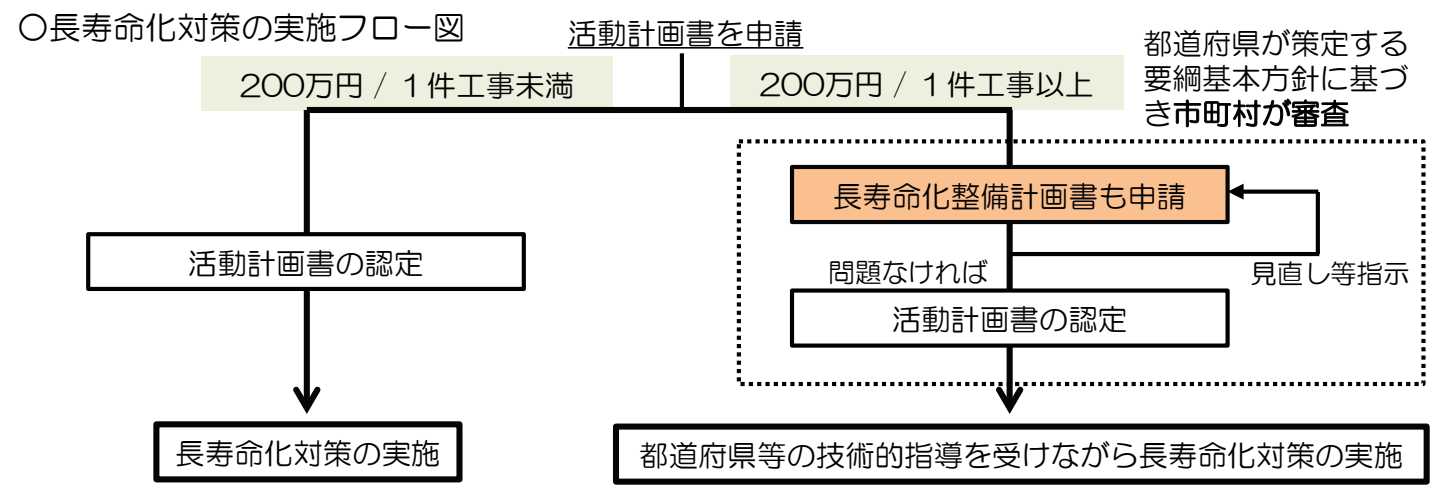 〇長寿命化対策の実施フロー図
活動計画書を申請
200万円 / 1件工事未満
200万円 / 1件工事以上
都道府県が策定する
要綱基本方針に基づ
き市町村が審査
長寿命化整備計画書も申請
活動計画書の認定
問題なければ
見直し等指示
活動計画書の認定
長寿命化対策の実施
都道府県等の技術的指導を受けながら長寿命化対策の実施